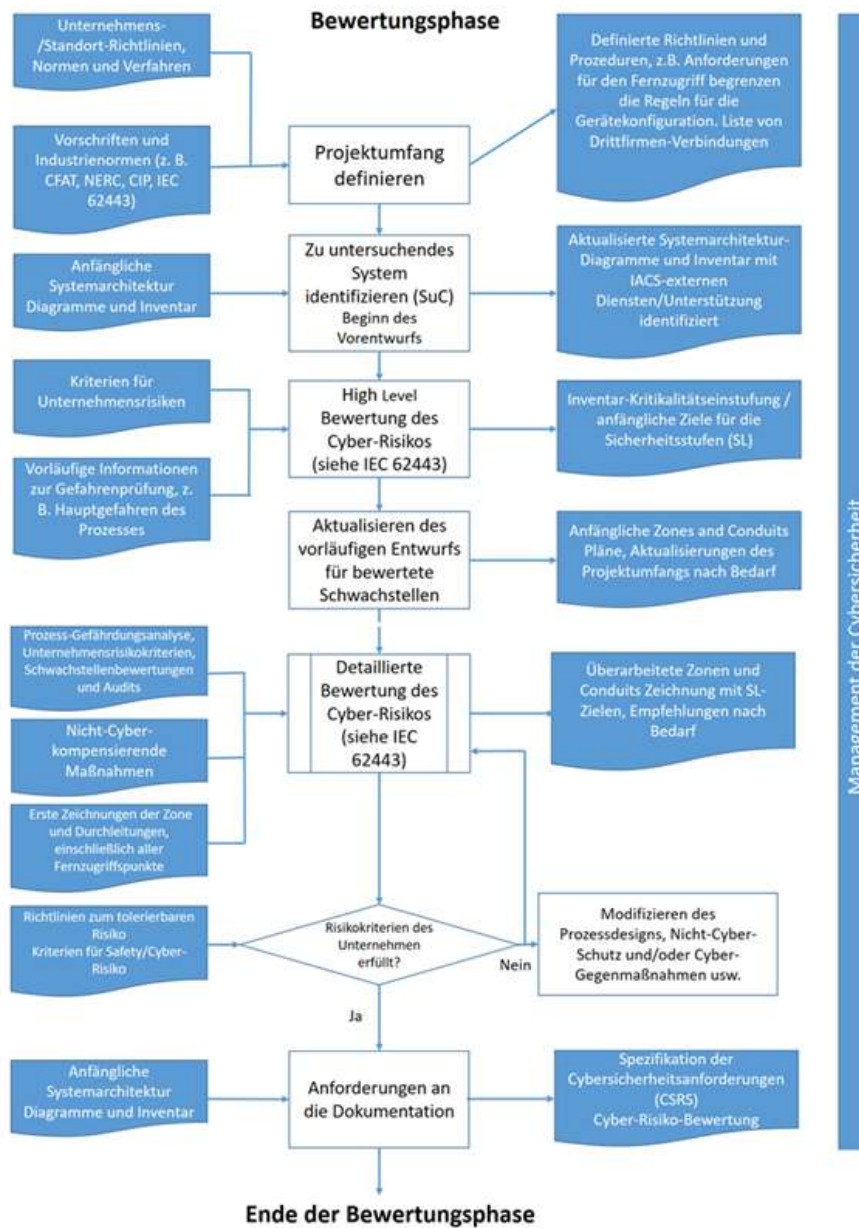 Bewertungsphase
Unternehmens-
/Standort-Richtlinien,
Normen und Verfahren
Definierte Richtlinien und
Prozeduren, z.B. Anforderungen
für den Fernzugriff begrenzen
die Regeln für die
Gerätekonfiguration. Liste von
Drittfirmen-Verbindungen
Vorschriften und
Industrienormen (z. B.
CFAT, NERC, CIP, IEC
62443)
Projektumfang
definieren
Anfängliche
Systemarchitektur
Diagramme und Inventar
Zu untersuchendes
System
identifizieren (SuC)
Beginn des
Vorentwurfs
Aktualisierte Systemarchitektur-
Diagramme und Inventar mit
IACS-externen
Diensten/Unterstützung
identifiziert
Kriterien für
Unternehmensrisiken
High Level
Bewertung des
Cyber-Risikos
(siehe IEC 62443)
Inventar-Kritikalitätseinstufung /
anfängliche Ziele für die
Sicherheitsstufen (SL)
Vorläufige Informationen
zur Gefahrenprüfung, z.
B. Hauptgefahren des
Prozesses
Aktualisieren des
vorläufigen Entwurfs
für bewertete
Schwachstellen
Anfängliche Zones and Conduits
Pläne, Aktualisierungen des
Projektumfangs nach Bedarf
Prozess-Gefährdungsanalyse,
Unternehmensrisikokriterien,
Schwachstellenbewertungen
und Audits
Detaillierte
Bewertung des
Cyber-Risikos
(siehe IEC
62443)
Überarbeitete Zonen und
Conduits Zeichnung mit SL-
Zielen, Empfehlungen nach
Bedarf
Nicht-Cyber-
kompensierende
Maßnahmen
Erste Zeichnungen der Zone
und Durchleitungen,
einschließlich aller
Fernzugriffspunkte
Richtlinien zum tolerierbaren
Risiko
Kriterien für Safety/Cyber-
Risiko
Risikokriterien des
Unternehmen
erfüllt?
Nein
Modifizieren des
Prozessdesigns, Nicht-Cyber-
Schutz und/oder Cyber-
Gegenmaßnahmen usw.
Ja
Anfängliche
Systemarchitektur
Diagramme und Inventar
Anforderungen an
die Dokumentation
Spezifikation der
Cybersicherheitsanforderungen
(CSRS)
Cyber-Risiko-Bewertung
Ende der Bewertungsphase
Management der Cybersicherheit